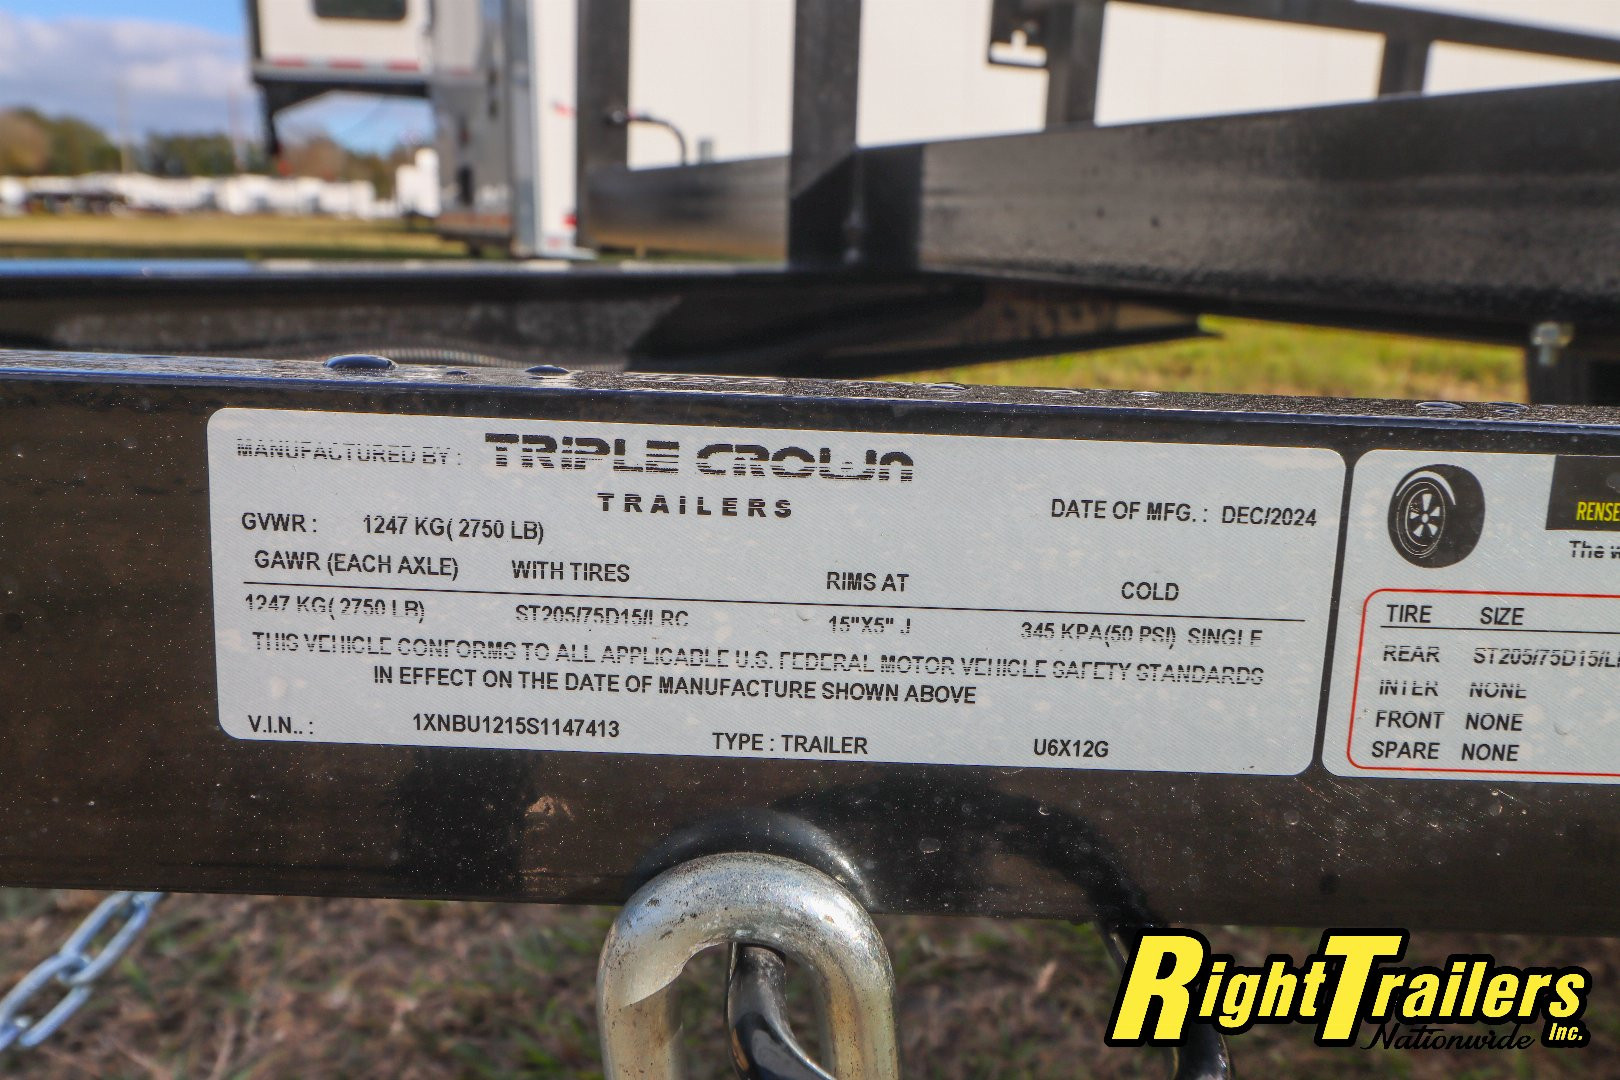 MANUFACTURED BY : TRIPLE CROWN
TRAILERS
GVWR : 1247 KG( 2750 LB) DATE OF MFG. : DEC/2024
GAWR (EACH AXLE) WITH TIRES RIMS AT COLD
1247 KG( 2750 LB) ST205/75D15/LRC 15"X5" J 345 KPA(50 PSI) SINGLE
THIS VEHICLE CONFORMS TO ALL APPLICABLE U.S. FEDERAL MOTOR VEHICLE SAFETY STANDARDS
IN EFFECT ON THE DATE OF MANUFACTURE SHOWN ABOVE
V.I.N.. : 1XNBU1215S1147413 TYPE : TRAILER U6X12G
The
TIRE SIZE
REAR
INTER NONE
FRONT NONE
SPARE NONE
RightTrailers
Nationwide Inc.